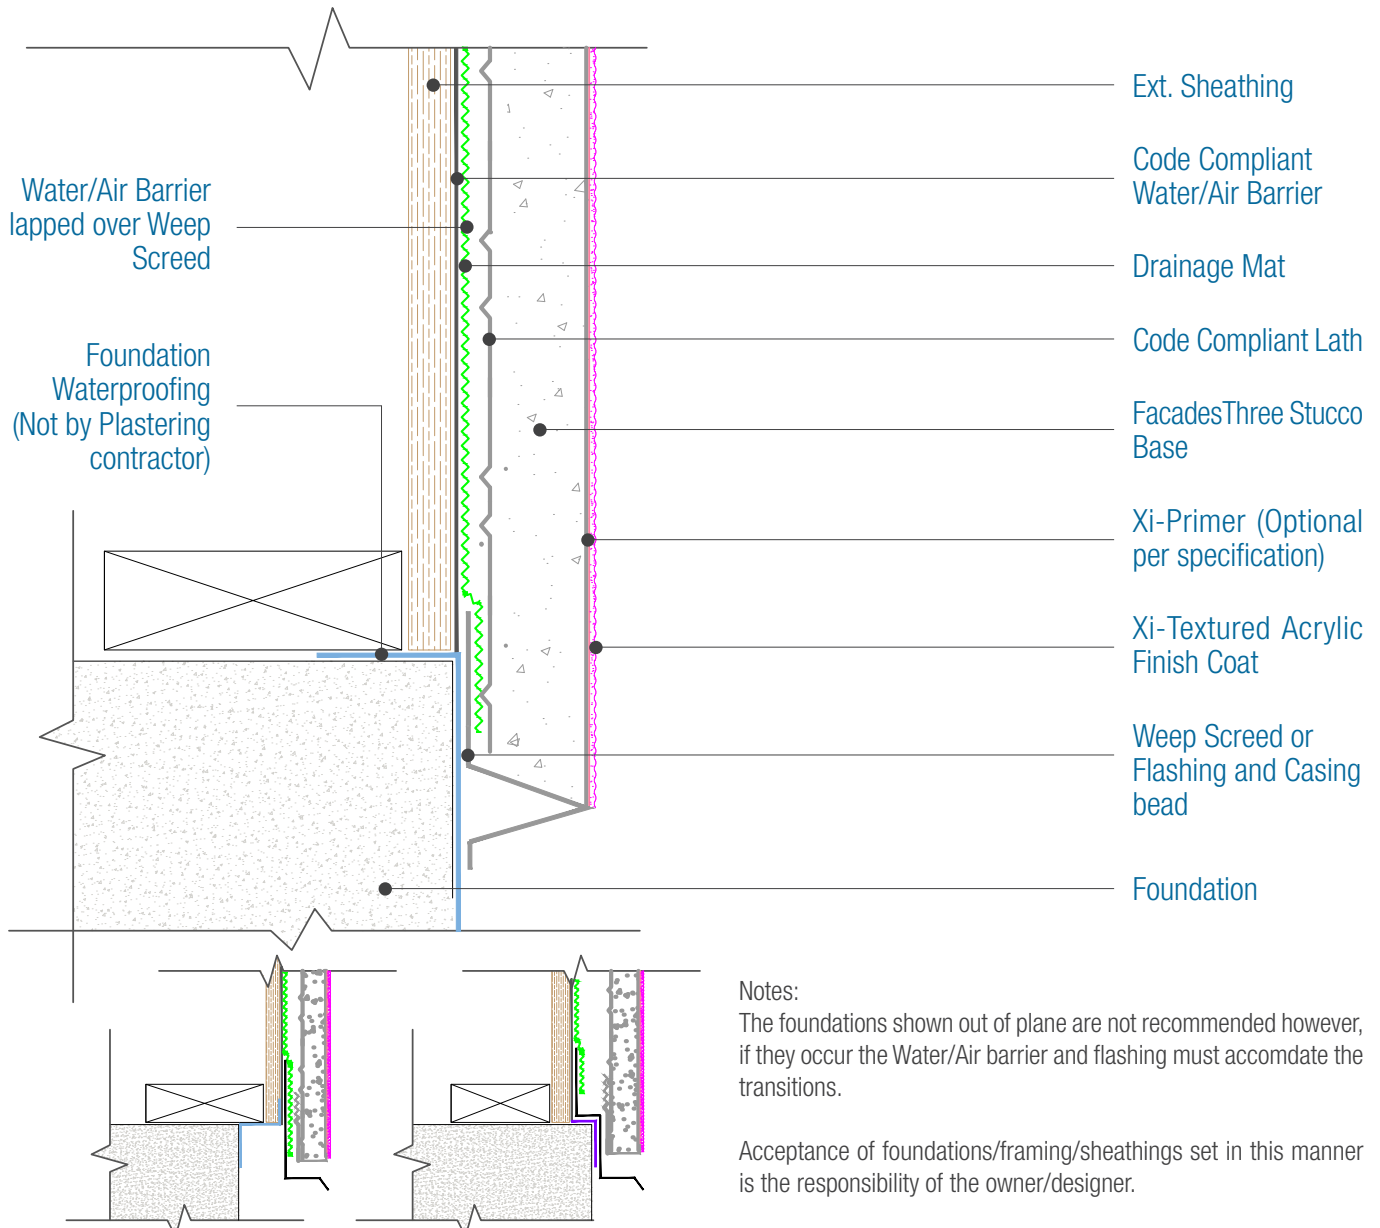 Water/Air Barrier
lapped over Weep
Screed
Foundation
Waterproofing
(Not by Plastering
contractor)
Ext. Sheathing
Code Compliant
Water/Air Barrier
Drainage Mat
Code Compliant Lath
FacadesThree Stucco
Base
Xi-Primer (Optional
per specification)
Xi-Textured Acrylic
Finish Coat
Weep Screed or
Flashing and Casing
bead
Foundation
Notes:
The foundations shown out of plane are not recommended however,
if they occur the Water/Air barrier and flashing must accomdate the
transitions.
Acceptance of foundations/framing/sheathings set in this manner
is the responsibility of the owner/designer.